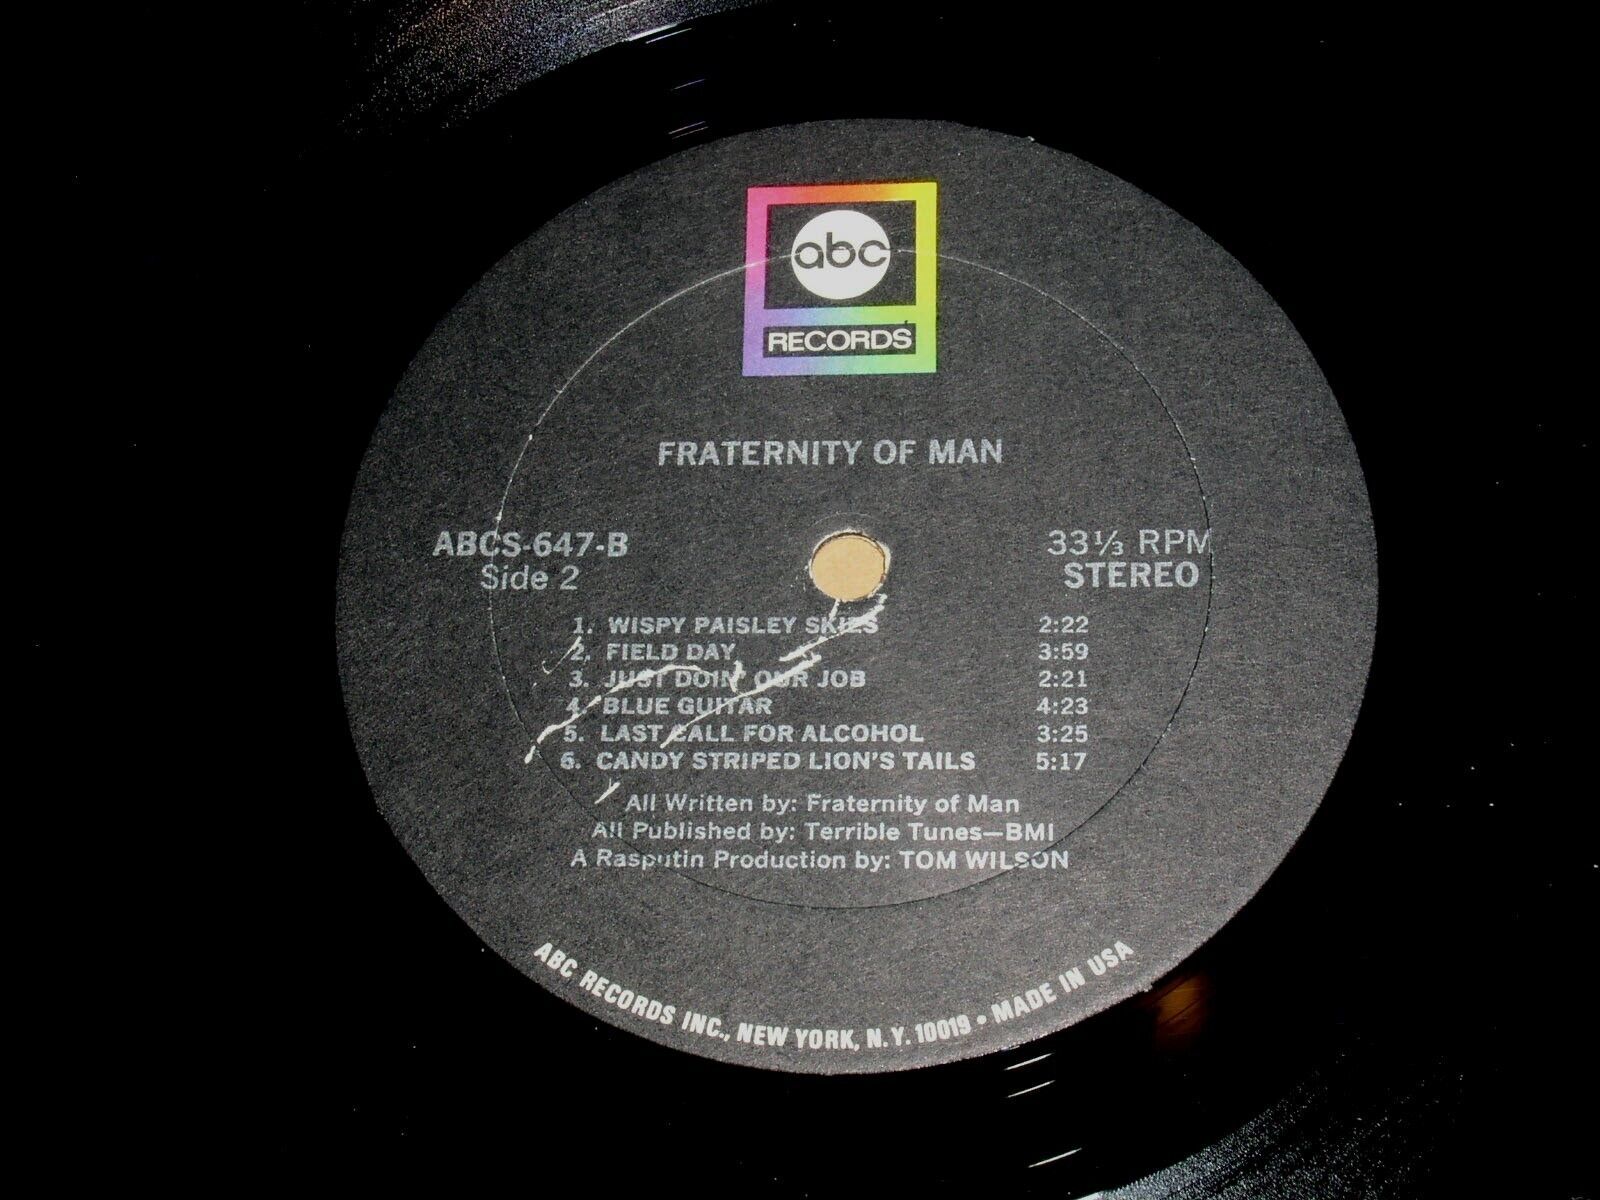 abc
RECORDS
FRATERNITY OF MAN
ABCS-647-B
Side 2
33⅓ RPM
STEREO
1. WISPY PAISLEY SKIES 2:22
2. FIELD DAY 3:59
3. JUST DOIN' OUR JOB 2:21
4. BLUE GUITAR 4:23
5. LAST CALL FOR ALCOHOL 3:25
6. CANDY STRIPED LION'S TAILS 5:17
All Written by: Fraternity of Man
All Published by: Terrible Tunes—BMI
A Rasputin Production by: TOM WILSON
ABC RECORDS INC., NEW YORK, N.Y. 10019 • MADE IN USA